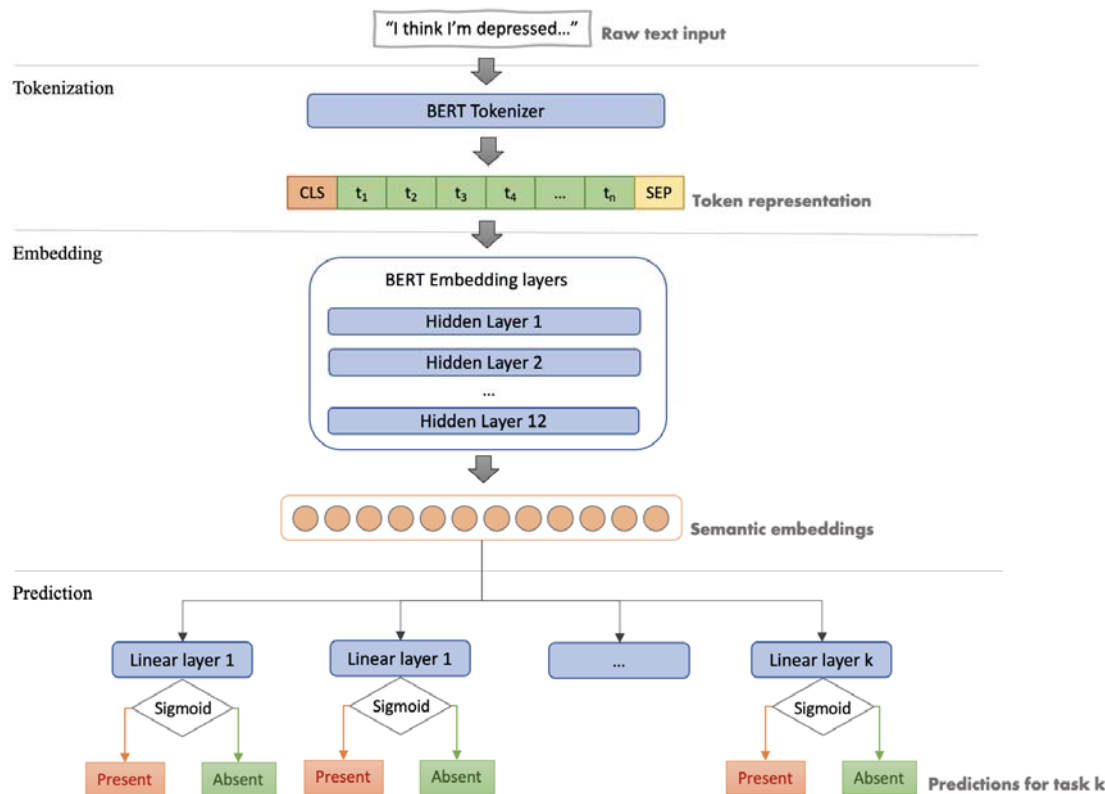 “I think I’m depressed...”
Raw text input
Tokenization
BERT Tokenizer
CLS t₁ t₂ t₃ t₄ ... tₙ SEP
Token representation
Embedding
BERT Embedding layers
Hidden Layer 1
Hidden Layer 2
...
Hidden Layer 12
Semantic embeddings
Prediction
Linear layer 1 Linear layer 1 ... Linear layer k
Sigmoid Sigmoid Sigmoid
Present Absent Present Absent Present Absent
Predictions for task k